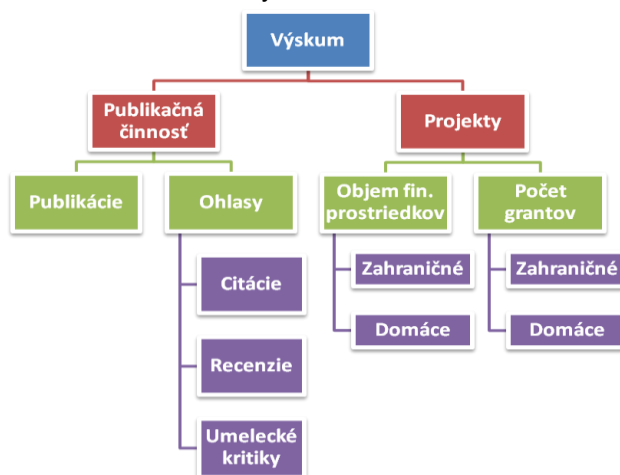 Výskum
Publikačná
činnosť
Projekty
Publikácie
Ohlasy
Objem fin.
prostriedkov
Počet
grantov
Citácie
Recenzie
Umelecké
kritiky
Zahraničné
Domáce
Zahraničné
Domáce